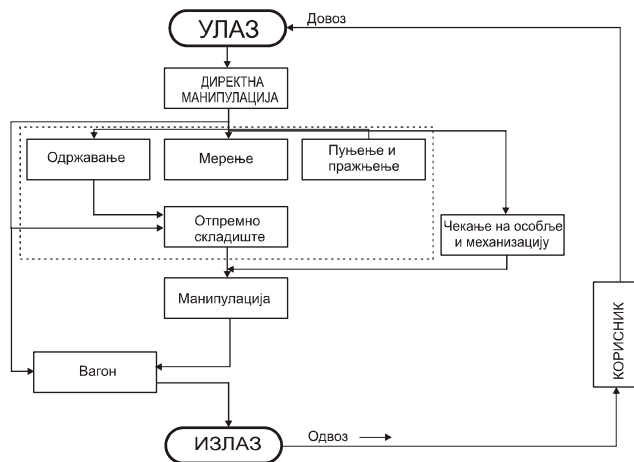 УЛАЗ
Довоз
ДИРЕКТНА
МАНИПУЛАЦИЈА
Одржавање
Мерење
Пуњење и
пражњење
Отпремно
складиште
Чекање на особље
и механизацију
Манипулација
КОРИСНИК
Вагон
ИЗЛАЗ
Одвоз